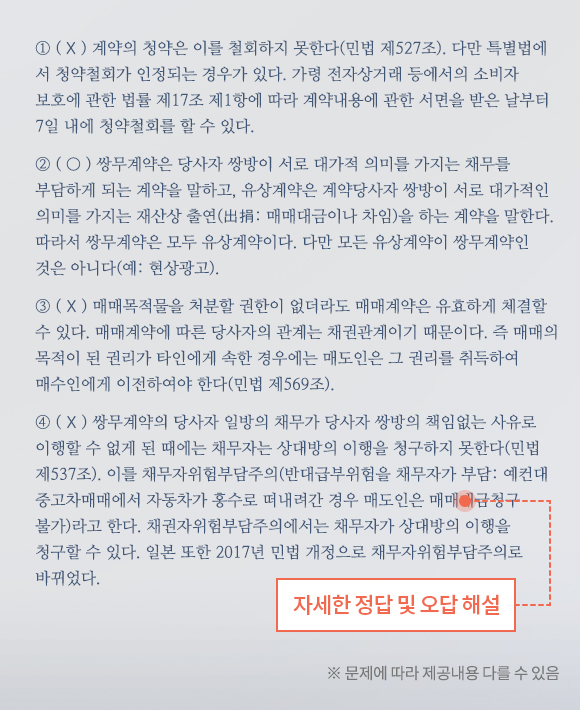 ① ( X ) 계약의 청약은 이를 철회하지 못한다(민법 제527조). 다만 특별법에
서 청약철회가 인정되는 경우가 있다. 가령 전자상거래 등에서의 소비자
보호에 관한 법률 제17조 제1항에 따라 계약내용에 관한 서면을 받은 날부터
7일 내에 청약철회를 할 수 있다.
② ( ○ ) 쌍무계약은 당사자 쌍방이 서로 대가적 의미를 가지는 채무를
부담하게 되는 계약을 말하고, 유상계약은 계약당사자 쌍방이 서로 대가적인
의미를 가지는 재산상 출연(出捐: 매매대금이나 차임)을 하는 계약을 말한다.
따라서 쌍무계약은 모두 유상계약이다. 다만 모든 유상계약이 쌍무계약인
것은 아니다(예: 현상광고).
③ ( X ) 매매목적물을 처분할 권한이 없더라도 매매계약은 유효하게 체결할
수 있다. 매매계약에 따른 당사자의 관계는 채권관계이기 때문이다. 즉 매매의
목적이 된 권리가 타인에게 속한 경우에는 매도인은 그 권리를 취득하여
매수인에게 이전하여야 한다(민법 제569조).
④ ( X ) 쌍무계약의 당사자 일방의 채무가 당사자 쌍방의 책임없는 사유로
이행할 수 없게 된 때에는 채무자는 상대방의 이행을 청구하지 못한다(민법
제537조). 이를 채무자위험부담주의(반대급부위험을 채무자가 부담: 예컨대
중고차매매에서 자동차가 홍수로 떠내려간 경우 매도인은 매매대금청구
불가)라고 한다. 채권자위험부담주의에서는 채무자가 상대방의 이행을
청구할 수 있다. 일본 또한 2017년 민법 개정으로 채무자위험부담주의로
바뀌었다.
자세한 정답 및 오답 해설
※ 문제에 따라 제공내용 다를 수 있음